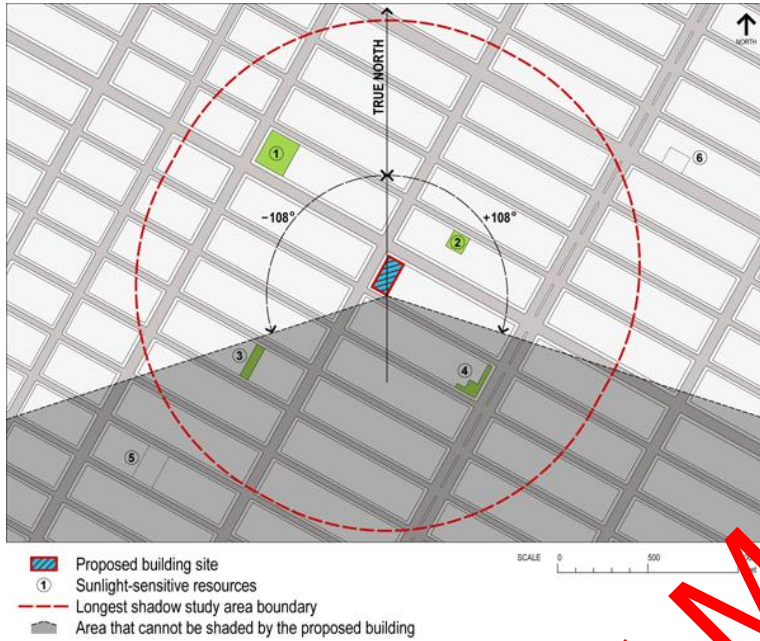 NORTH
TRUE NORTH
①
⑥
−108°
+108°
②
③
④
⑤
Proposed building site
① Sunlight-sensitive resources
Longest shadow study area boundary
Area that cannot be shaded by the proposed building
SCALE 0 500